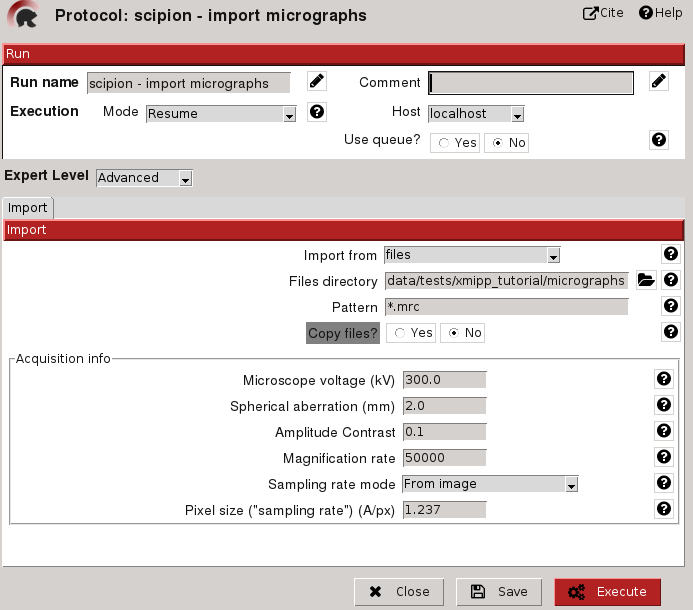 Protocol: scipion - import micrographs Cite Help
Run
Run name scipion - import micrographs Comment
Execution Mode Resume Host localhost
Use queue? Yes No
Expert Level Advanced
Import
Import
Import from files
Files directory data/tests/xmipp_tutorial/micrographs
Pattern *.mrc
Copy files? Yes No
Acquisition info
Microscope voltage (kV) 300.0
Spherical aberration (mm) 2.0
Amplitude Contrast 0.1
Magnification rate 50000
Sampling rate mode From image
Pixel size ("sampling rate") (A/px) 1.237
Close Save Execute